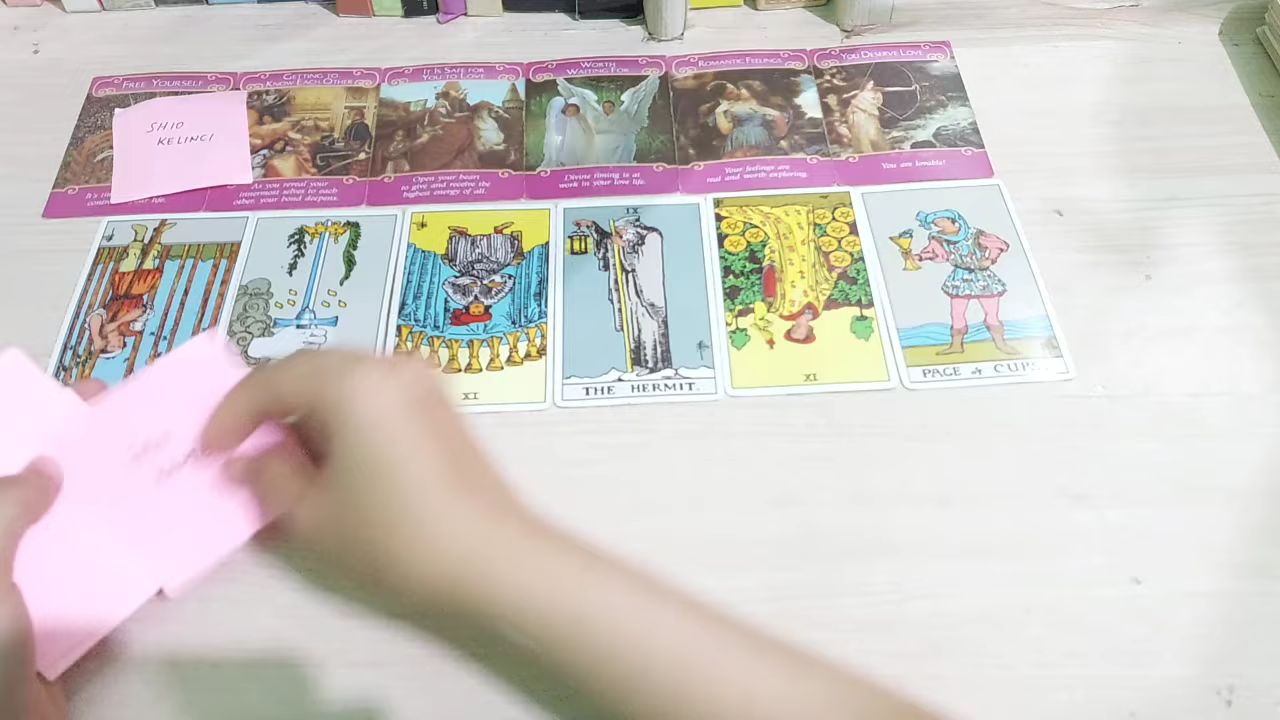 FREE YOURSELF
GETTING TO
KNOW EACH OTHER
IT IS SAFE FOR
YOU TO LOVE
WORTH
WAITING FOR
ROMANTIC FEELINGS
YOU DESERVE LOVE
SHIO
KELINCI
As you reveal your
innermost selves to each
other, your bond deepens.
Open your heart
to give and receive the
highest energy of all.
Divine timing is at
work in your love life.
Your feelings are
real and worth exploring.
You are lovable!
IX
XI
THE HERMIT.
XI
PAGE of CUPS.